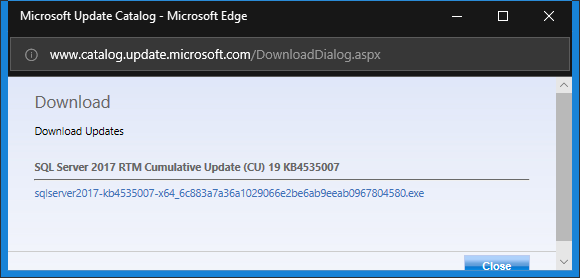 Microsoft Update Catalog - Microsoft Edge
www.catalog.update.microsoft.com/DownloadDialog.aspx
Download
Download Updates
SQL Server 2017 RTM Cumulative Update (CU) 19 KB4535007
sqlserver2017-kb4535007-x64_6c883a7a36a1029066e2be6ab9eeab0967804580.exe
Close